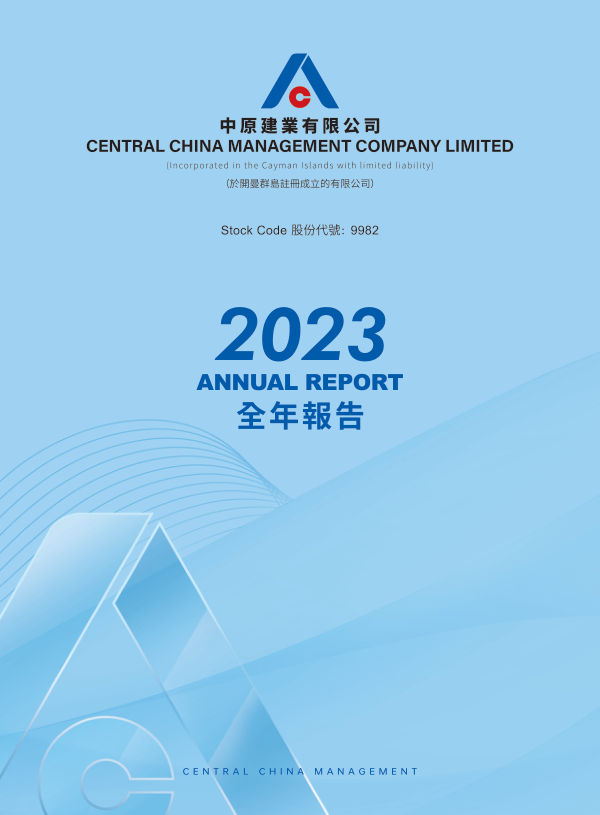 中原建業有限公司
CENTRAL CHINA MANAGEMENT COMPANY LIMITED
(Incorporated in the Cayman Islands with limited liability)
（於開曼群島註冊成立的有限公司）
Stock Code 股份代號: 9982
2023
ANNUAL REPORT
全年報告
CENTRAL CHINA MANAGEMENT